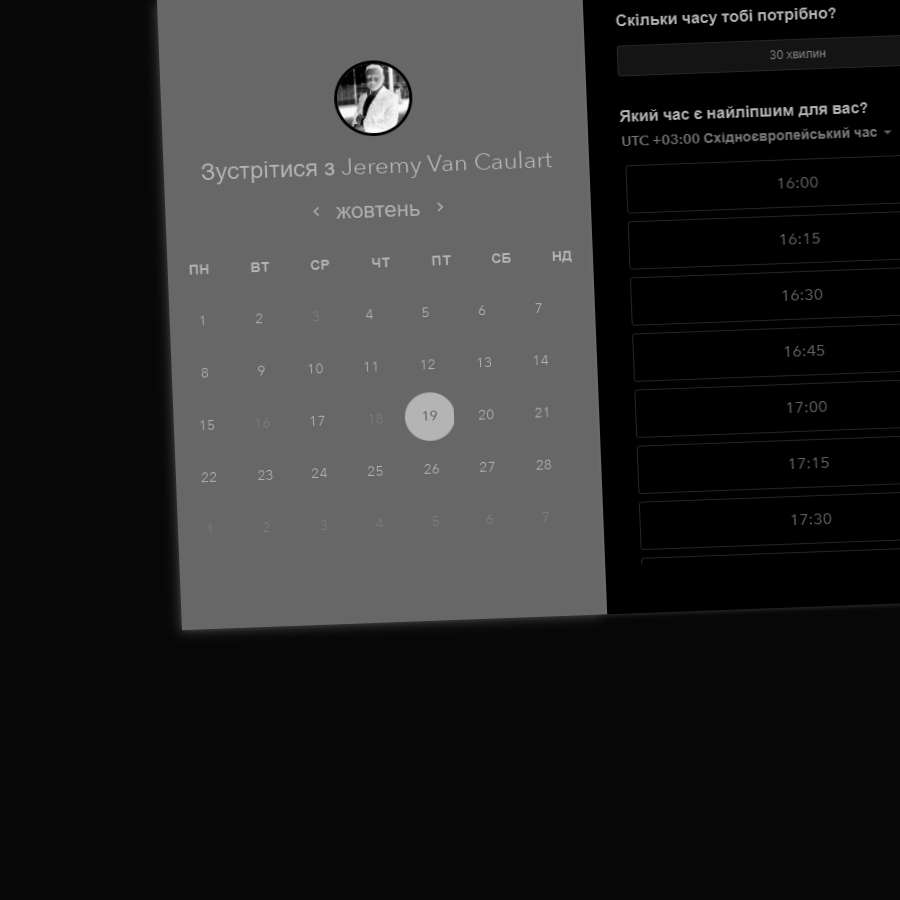 Зустрітися з Jeremy Van Caulart
жовтень
ПН ВТ СР ЧТ ПТ СБ НД
1 2 3 4 5 6 7
8 9 10 11 12 13 14
15 16 17 18 19 20 21
22 23 24 25 26 27 28
1 2 3 4 5 6 7
Скільки часу тобі потрібно?
30 хвилин
Який час є найліпшим для вас?
UTC +03:00 Східноєвропейський час
16:00
16:15
16:30
16:45
17:00
17:15
17:30